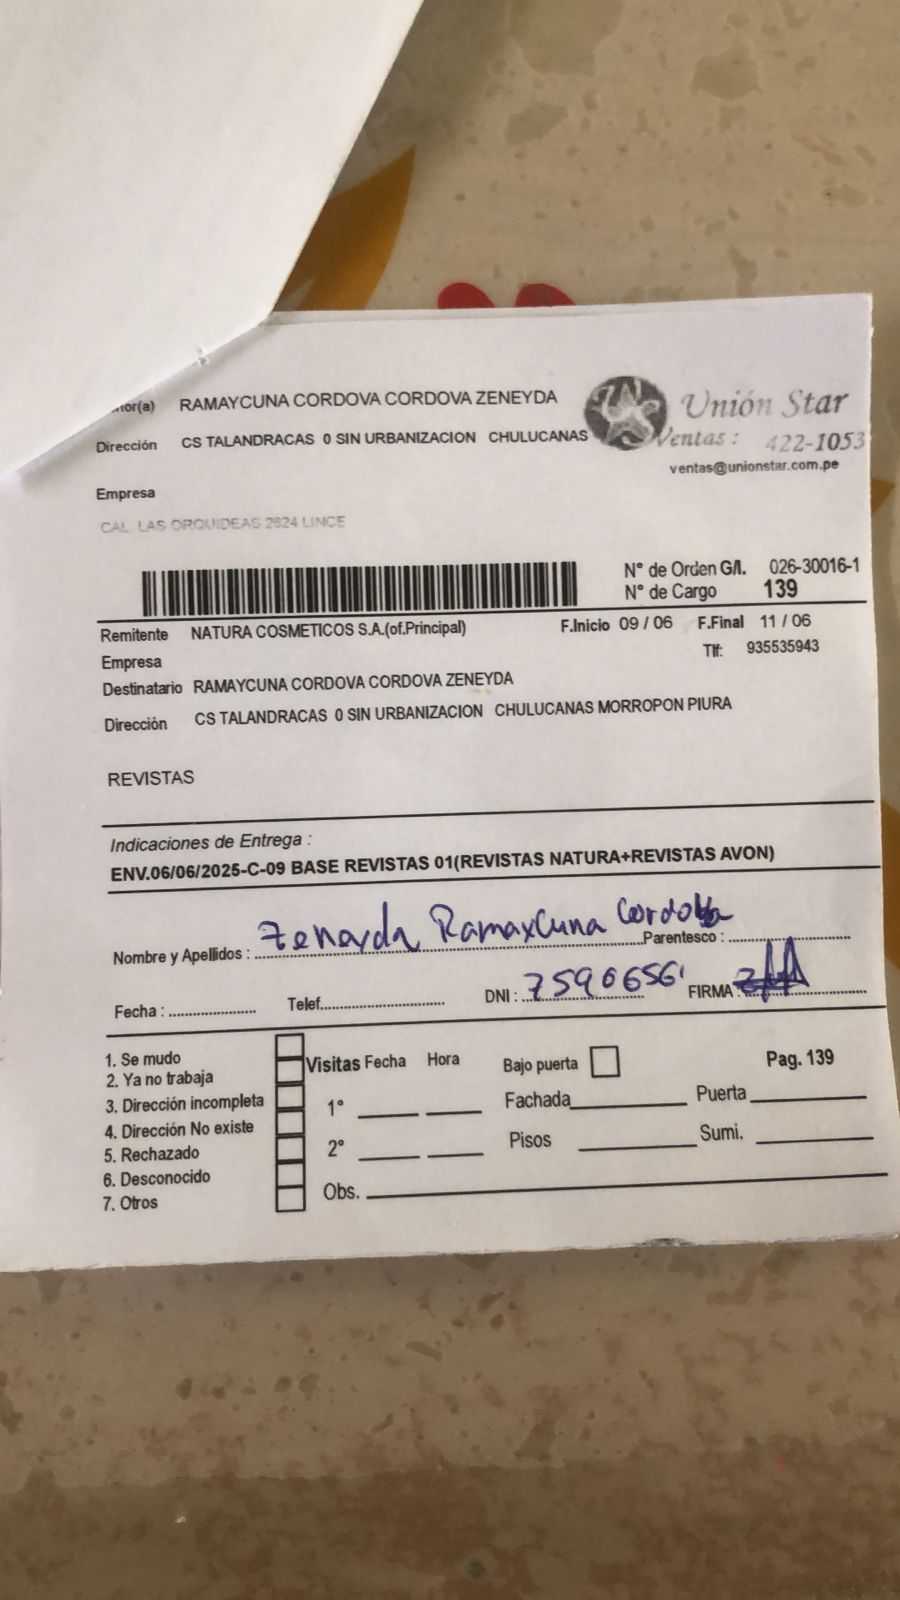 RAMAYCUNA CORDOVA CORDOVA ZENEYDA
Unión Star
Dirección CS TALANDRACAS 0 SIN URBANIZACION CHULUCANAS
Ventas : 422-1053
ventas@unionstar.com.pe
Empresa
CAL. LAS ORQUIDEAS 2624 LINCE
N° de Orden G/I. 026-30016-1
N° de Cargo 139
Remitente NATURA COSMETICOS S.A.(of.Principal) F.Inicio 09 / 06 F.Final 11 / 06
Empresa Tlf: 935535943
Destinatario RAMAYCUNA CORDOVA CORDOVA ZENEYDA
Dirección CS TALANDRACAS 0 SIN URBANIZACION CHULUCANAS MORROPON PIURA
REVISTAS
Indicaciones de Entrega :
ENV.06/06/2025-C-09 BASE REVISTAS 01(REVISTAS NATURA+REVISTAS AVON)
Nombre y Apellidos : Zeneyda Ramaycuna Cordova Parentesco :
Fecha : Telef. DNI : 75906561 FIRMA :
1. Se mudo
2. Ya no trabaja
3. Dirección incompleta
4. Dirección No existe
5. Rechazado
6. Desconocido
7. Otros
Visitas Fecha Hora Bajo puerta Pag. 139
1° Fachada Puerta
2° Pisos Sumi.
Obs.